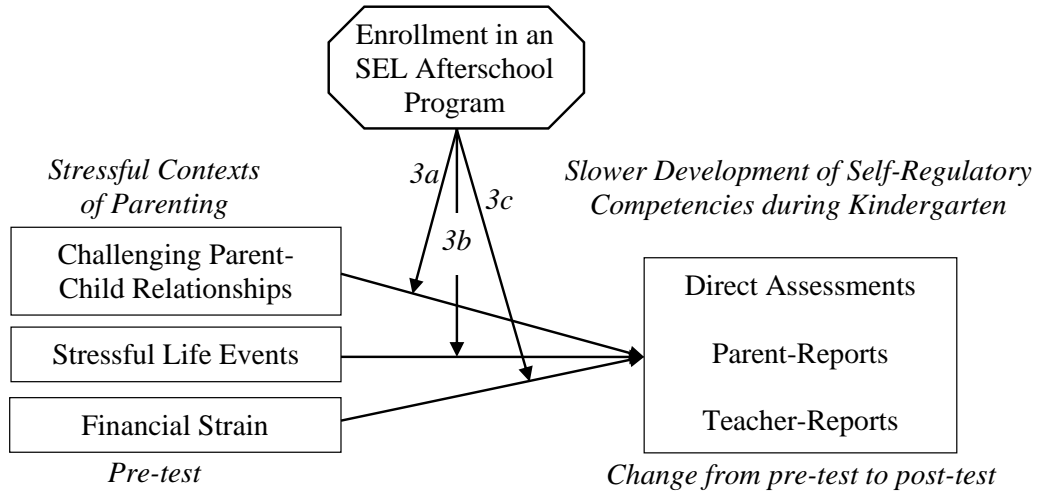 Enrollment in an
SEL Afterschool
Program
3a
3c
3b
Stressful Contexts
of Parenting
Slower Development of Self-Regulatory
Competencies during Kindergarten
Challenging Parent-
Child Relationships
Stressful Life Events
Financial Strain
Pre-test
Direct Assessments
Parent-Reports
Teacher-Reports
Change from pre-test to post-test